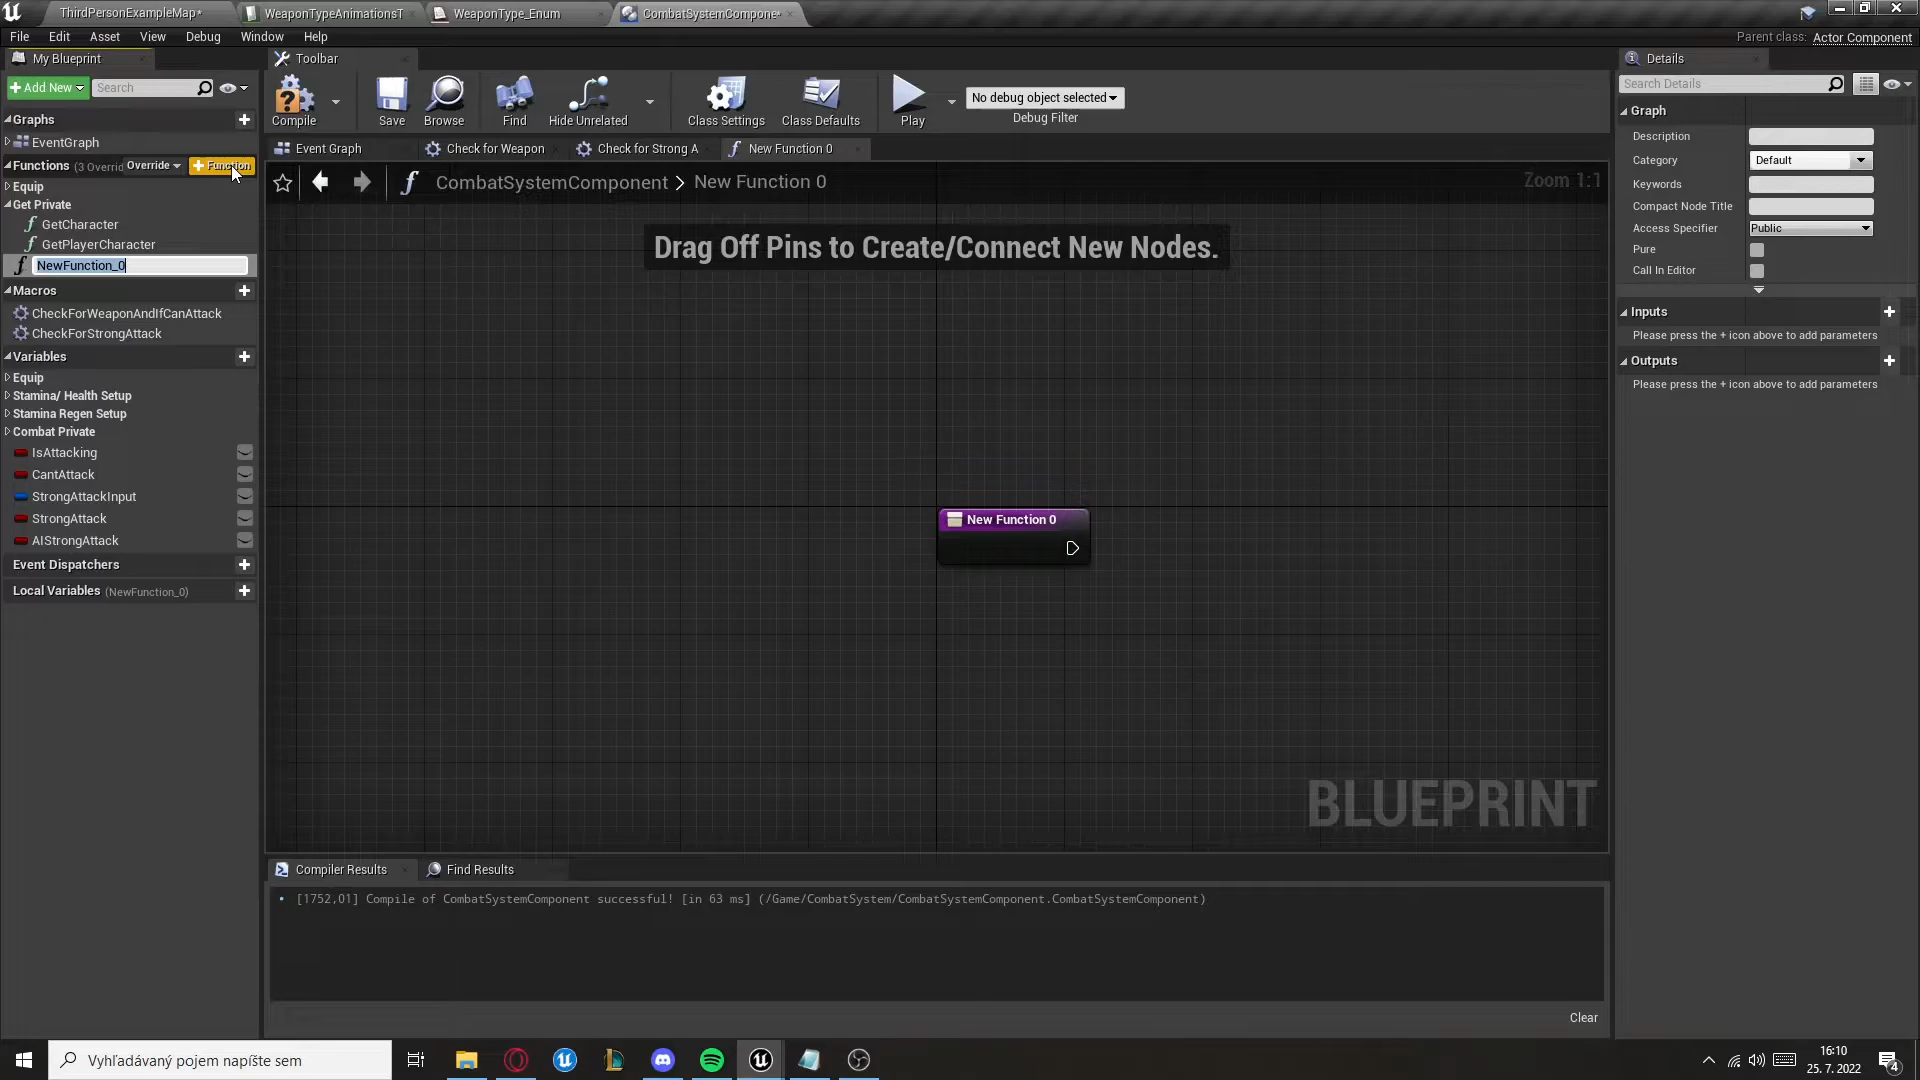 ThirdPersonExampleMap*
WeaponTypeAnimationsT
WeaponType_Enum
CombatSystemCompone*
File Edit Asset View Debug Window Help
Parent class: Actor Component
My Blueprint
Toolbar
Details
Add New
Search
Compile
Save
Browse
Find
Hide Unrelated
Class Settings
Class Defaults
Play
No debug object selected
Debug Filter
Search Details
Graphs
EventGraph
Functions (3 Overrid
Override
Function
Equip
Get Private
GetCharacter
GetPlayerCharacter
NewFunction_0
Macros
CheckForWeaponAndIfCanAttack
CheckForStrongAttack
Variables
Equip
Stamina/ Health Setup
Stamina Regen Setup
Combat Private
IsAttacking
CantAttack
StrongAttackInput
StrongAttack
AIStrongAttack
Event Dispatchers
Local Variables (NewFunction_0)
Event Graph
Check for Weapon
Check for Strong A
New Function 0
CombatSystemComponent > New Function 0
Zoom 1:1
Drag Off Pins to Create/Connect New Nodes.
New Function 0
BLUEPRINT
Graph
Description
Category Default
Keywords
Compact Node Title
Access Specifier Public
Pure
Call In Editor
Inputs
Please press the + icon above to add parameters
Outputs
Please press the + icon above to add parameters
Compiler Results
Find Results
[1752,01] Compile of CombatSystemComponent successful! [in 63 ms] (/Game/CombatSystem/CombatSystemComponent.CombatSystemComponent)
Clear
Vyhľadávaný pojem napíšte sem
16:10
25. 7. 2022
4